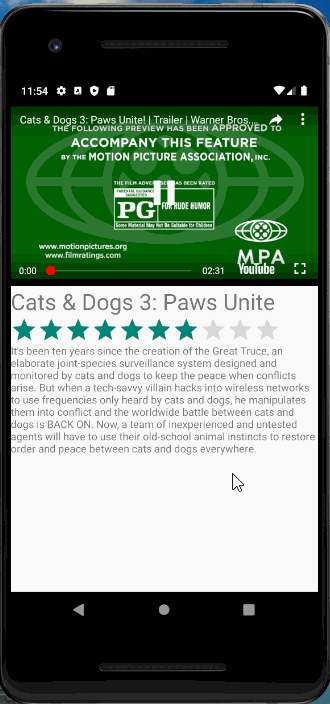 11:54
Cats & Dogs 3: Paws Unite! | Trailer | Warner Bros...
THE FOLLOWING PREVIEW HAS BEEN APPROVED TO
ACCOMPANY THIS FEATURE
BY THE MOTION PICTURE ASSOCIATION, INC.
THE FILM ADVERTISED HAS BEEN RATED
PG PARENTAL GUIDANCE SUGGESTED FOR RUDE HUMOR
Some Material May Not Be Suitable for Children
www.motionpictures.org
www.filmratings.com
MPA
YouTube
0:00 02:31
Cats & Dogs 3: Paws Unite
It's been ten years since the creation of the Great Truce, an
elaborate joint-species surveillance system designed and
monitored by cats and dogs to keep the peace when conflicts
arise. But when a tech-savvy villain hacks into wireless networks
to use frequencies only heard by cats and dogs, he manipulates
them into conflict and the worldwide battle between cats and
dogs is BACK ON. Now, a team of inexperienced and untested
agents will have to use their old-school animal instincts to restore
order and peace between cats and dogs everywhere.